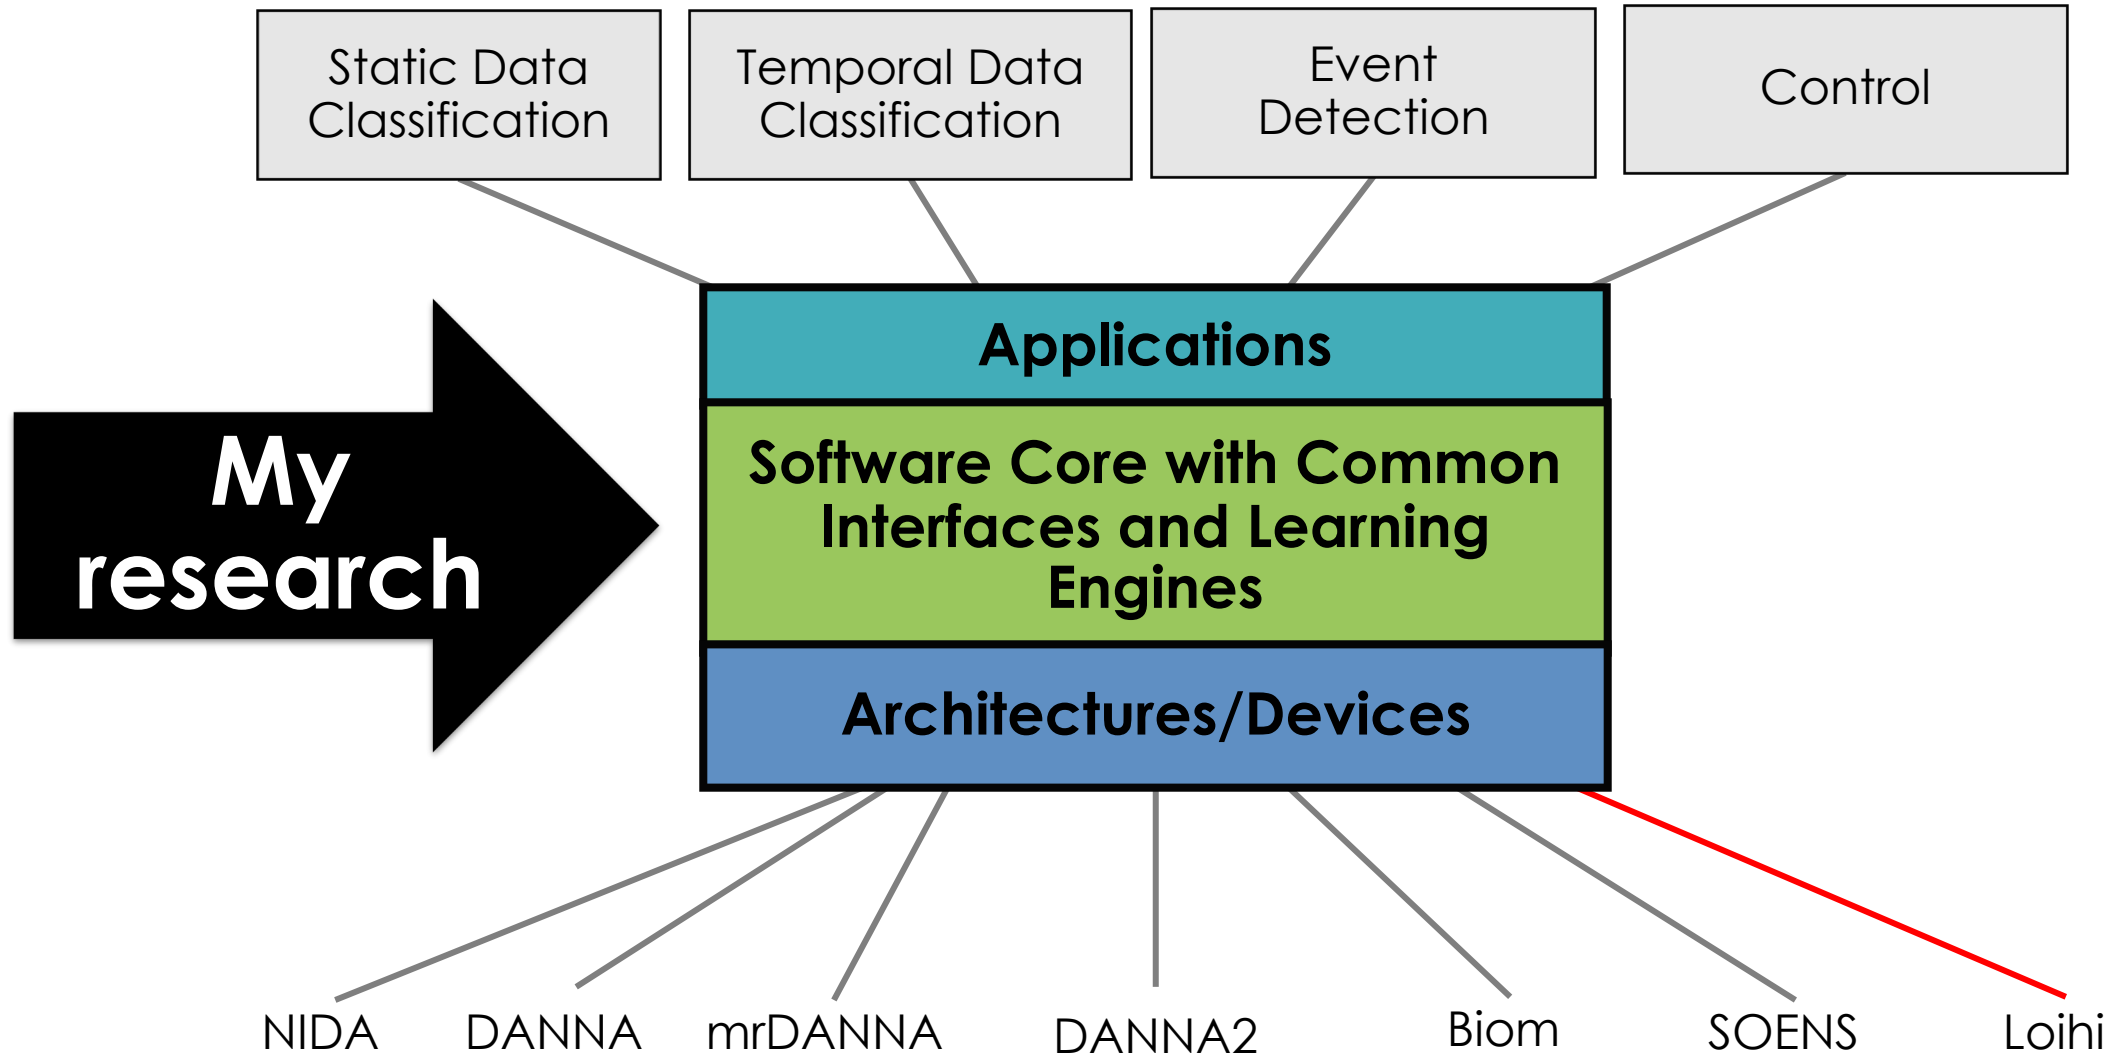 Static Data
Classification
Temporal Data
Classification
Event
Detection
Control
My
research
Applications
Software Core with Common
Interfaces and Learning
Engines
Architectures/Devices
NIDA
DANNA
mrDANNA
DANNA2
Biom
SOENS
Loihi